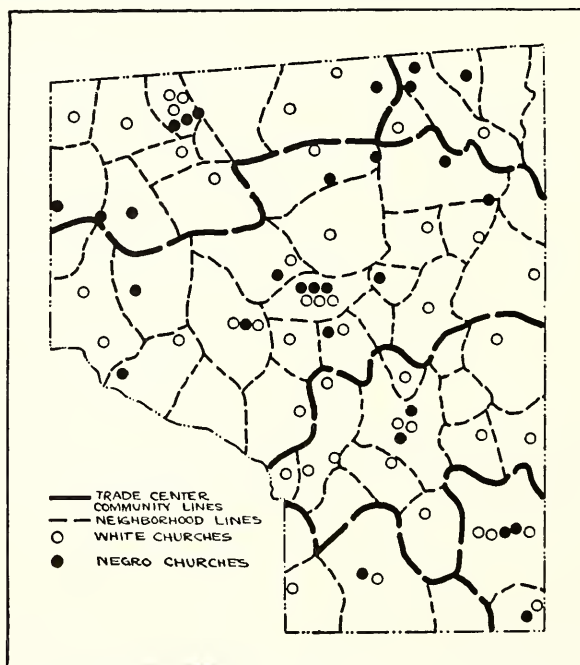 TRADE CENTER
COMMUNITY LINES
NEIGHBORHOOD LINES
WHITE CHURCHES
NEGRO CHURCHES